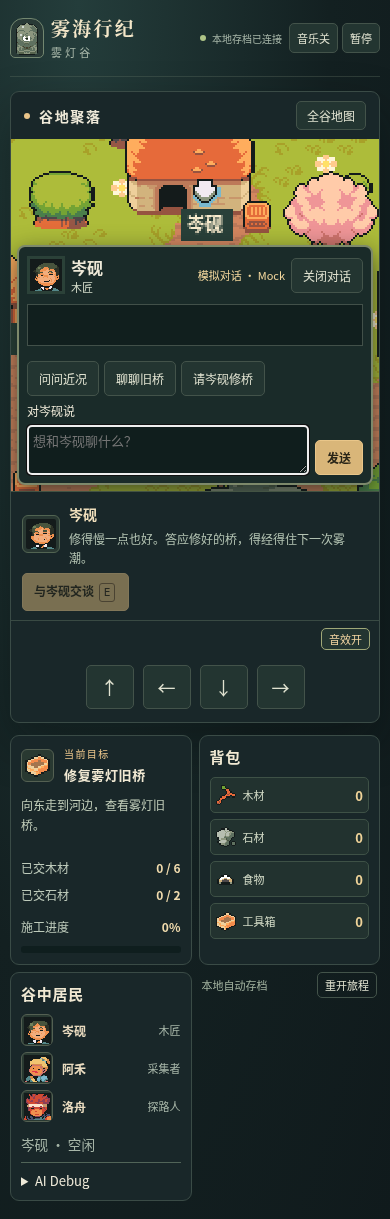 雾海行纪
雾灯谷
本地存档已连接
音乐关
暂停
谷地聚落
全谷地图
岑砚
岑砚
木匠
模拟对话 · Mock
关闭对话
问问近况
聊聊旧桥
请岑砚修桥
对岑砚说
想和岑砚聊什么?
发送
岑砚
修得慢一点也好。答应修好的桥，得经得住下一次雾
潮。
与岑砚交谈 E
音效开
↑ ← ↓ →
当前目标
修复雾灯旧桥
向东走到河边，查看雾灯旧
桥。
已交木材 0 / 6
已交石材 0 / 2
施工进度 0%
背包
木材 0
石材 0
食物 0
工具箱 0
谷中居民
岑砚 木匠
阿禾 采集者
洛舟 探路人
岑砚 · 空闲
AI Debug
本地自动存档
重开旅程